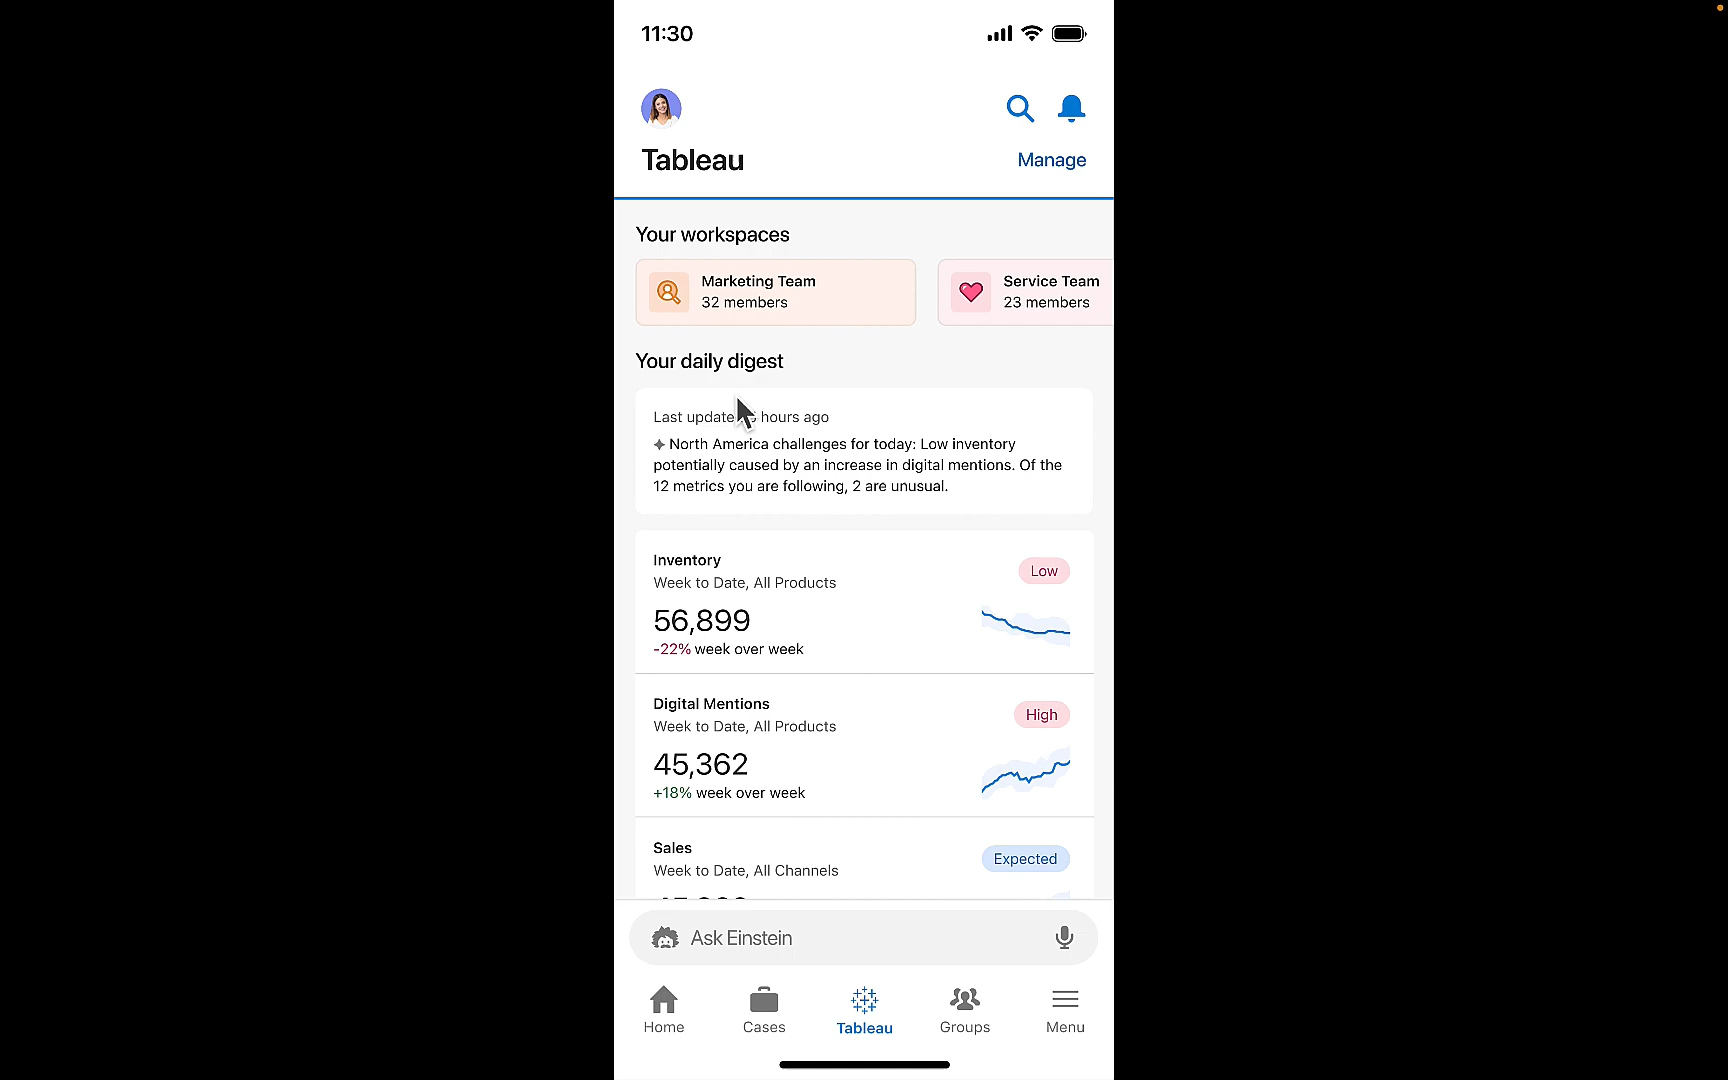 11:30
Tableau
Manage
Your workspaces
Marketing Team
32 members
Service Team
23 members
Your daily digest
Last update hours ago
North America challenges for today: Low inventory
potentially caused by an increase in digital mentions. Of the
12 metrics you are following, 2 are unusual.
Inventory
Low
Week to Date, All Products
56,899
-22% week over week
Digital Mentions
High
Week to Date, All Products
45,362
+18% week over week
Sales
Expected
Week to Date, All Channels
Ask Einstein
Home
Cases
Tableau
Groups
Menu